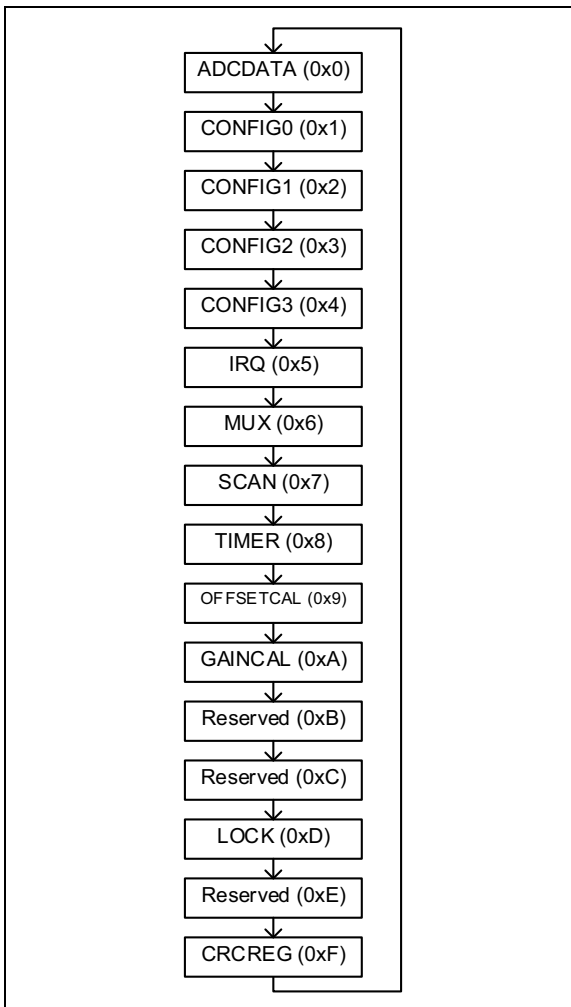 ADCDATA (0x0)
CONFIG0 (0x1)
CONFIG1 (0x2)
CONFIG2 (0x3)
CONFIG3 (0x4)
IRQ (0x5)
MUX (0x6)
SCAN (0x7)
TIMER (0x8)
OFFSETCAL (0x9)
GAINCAL (0xA)
Reserved (0xB)
Reserved (0xC)
LOCK (0xD)
Reserved (0xE)
CRCREG (0xF)